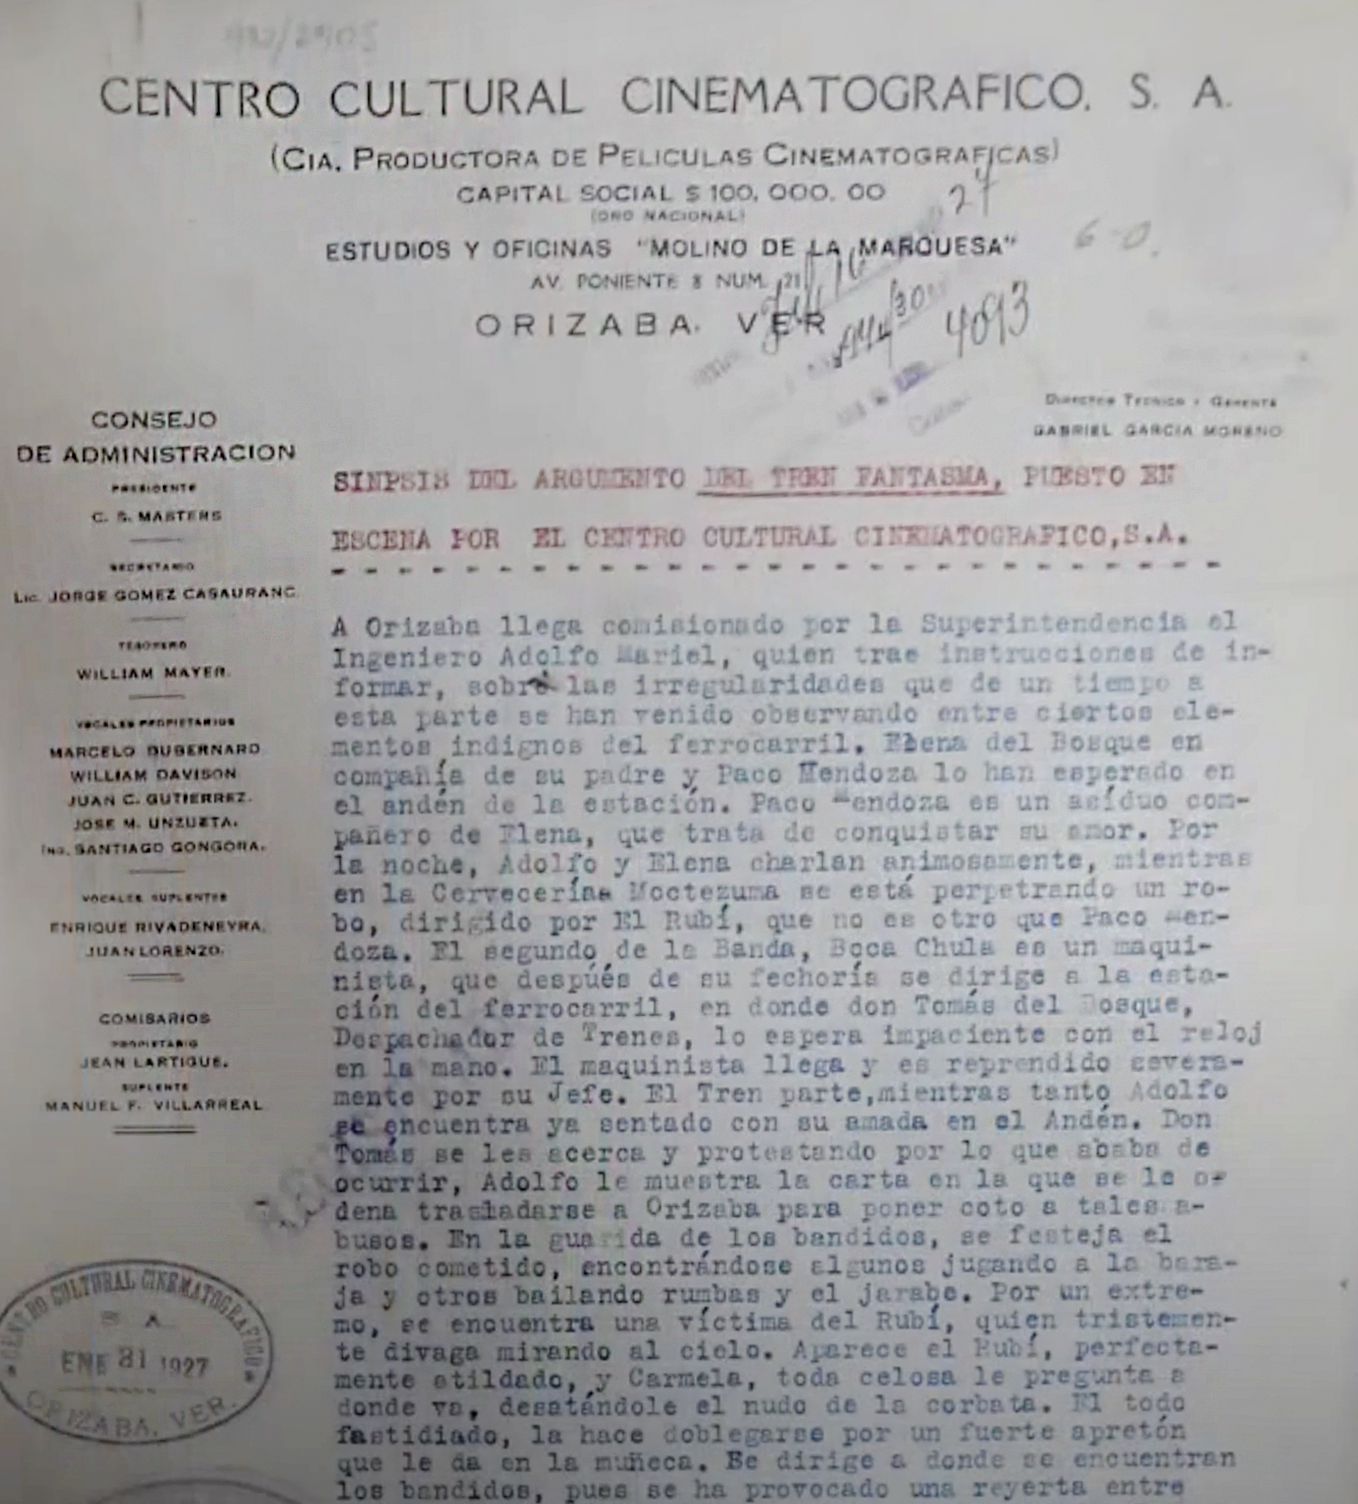 CENTRO CULTURAL CINEMATOGRAFICO, S. A.
(CIA. PRODUCTORA DE PELICULAS CINEMATOGRAFICAS)
CAPITAL SOCIAL $ 100,000.00
(ORO NACIONAL)
ESTUDIOS Y OFICINAS "MOLINO DE LA MARQUESA"
AV. PONIENTE 8 NUM. 21
ORIZABA. VER
27
6-0.
4093
DIRECTOR TECNICO Y GERENTE
GABRIEL GARCIA MORENO
CONSEJO
DE ADMINISTRACION
PRESIDENTE
C. S. MASTERS
SECRETARIO
Lic. JORGE GOMEZ CASAURANC.
TESORERO
WILLIAM MAYER.
VOCALES PROPIETARIOS
MARCELO BUBERNARD
WILLIAM DAVISON
JUAN C. GUTIERREZ.
JOSE M. UNZUETA.
ING. SANTIAGO GONGORA.
VOCALES SUPLENTES
ENRIQUE RIVADENEYRA.
JUAN LORENZO.
COMISARIOS
PROPIETARIO
JEAN LARTIGUE.
SUPLENTE
MANUEL F. VILLARREAL
SINPSIS DEL ARGUMENTO DEL TREN FANTASMA, PUESTO EN
ESCENA POR EL CENTRO CULTURAL CINEMATOGRAFICO,S.A.
A Orizaba llega comisionado por la Superintendencia el
Ingeniero Adolfo Mariel, quien trae instrucciones de in-
formar, sobre las irregularidades que de un tiempo a
esta parte se han venido observando entre ciertos ele-
mentos indignos del ferrocarril. Elena del Bosque en
compañía de su padre y Paco Mendoza lo han esperado en
el andén de la estación. Paco Mendoza es un asíduo com-
pañero de Elena, que trata de conquistar su amor. Por
la noche, Adolfo y Elena charlan animosamente, mientras
en la Cervecería Moctezuma se está perpetrando un ro-
bo, dirigido por El Rubí, que no es otro que Paco Men-
doza. El segundo de la Banda, Boca Chula es un maqui-
nista, que despúés de su fechoría se dirige a la esta-
ción del ferrocarril, en donde don Tomás del Bosque,
Despachador de Trenes, lo espera impaciente con el reloj
en la mano. El maquinista llega y es reprendido severa-
mente por su Jefe. El Tren parte,mientras tanto Adolfo
se encuentra ya sentado con su amada en el Andén. Don
Tomás se les acerca y protestando por lo que ababa de
ocurrir, Adolfo le muestra la carta en la que se le or
dena trasladarse a Orizaba para poner coto a tales a-
busos. En la guarida de los bandidos, se festeja el
robo cometido, encontrándose algunos jugando a la bara-
ja y otros bailando rumbas y el jarabe. Por un extre-
mo, se encuentra una víctima del Rubí, quien tristemen-
te divaga mirando al cielo. Aparece el Rubí, perfecta-
mente atildado, y Carmela, toda celosa le pregunta a
donde va, desatándole el nudo de la corbata. El todo
fastidiado, la hace doblegarse por un fuerte apretón
que le da en la muñeca. Se dirige a donde se encuentran
los bandidos, pues se ha provocado una reyerta entre
CENTRO CULTURAL CINEMATOGRAFICO
S. A.
ENE 31 1927
ORIZABA, VER.